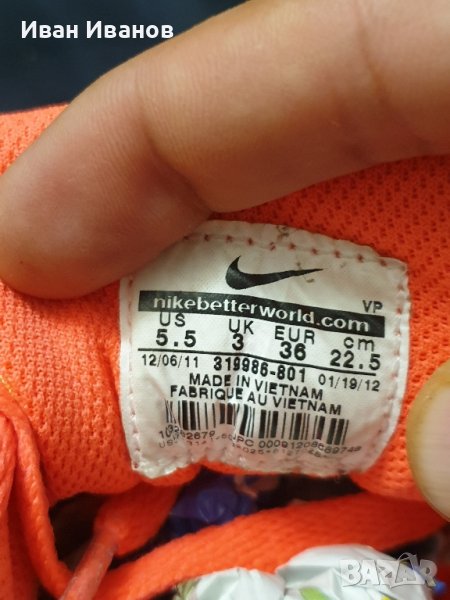 Иван Иванов
VP
nikebetterworld.com
US UK EUR cm
5.5 3 36 22.5
12/06/11 319986-801 01/19/12
MADE IN VIETNAM
FABRIQUE AU VIETNAM
BAZAR